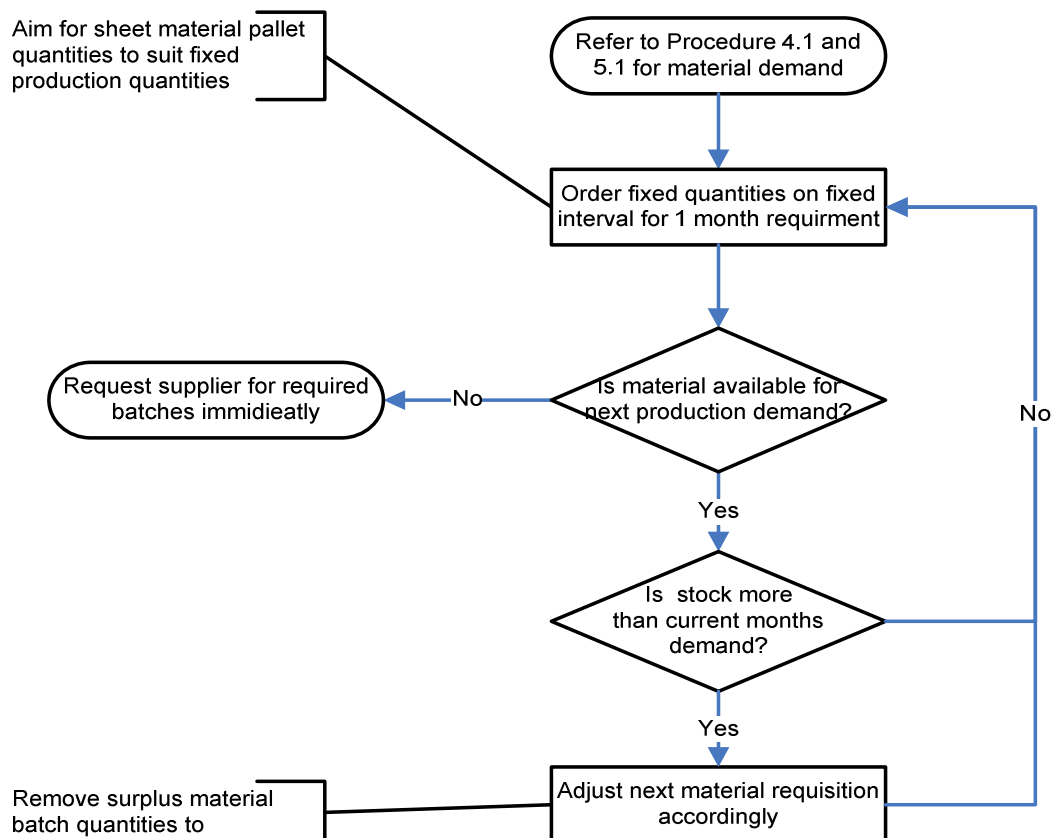 Aim for sheet material pallet
quantities to suit fixed
production quantities
Refer to Procedure 4.1 and
5.1 for material demand
Order fixed quantities on fixed
interval for 1 month requirment
Is material available for
next production demand?
No
Request supplier for required
batches immidieatly
Yes
No
Is  stock more
than current months
demand?
Yes
Adjust next material requisition
accordingly
Remove surplus material
batch quantities to